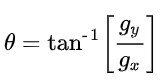 θ = tan⁻¹ [g_y / g_x]